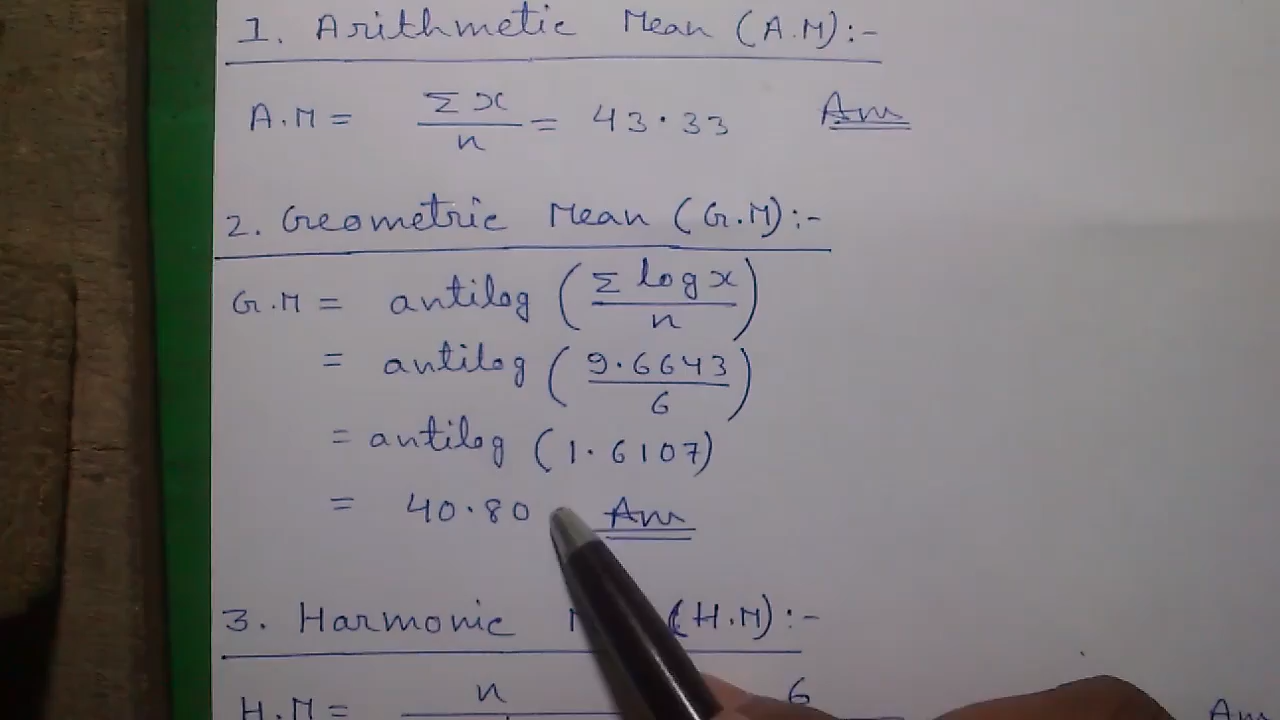 1. Arithmetic Mean (A.M):-
A.M = Σx/n = 43.33 Ans
2. Geometric Mean (G.M):-
G.M = antilog (Σ log x / n)
= antilog (9.6643 / 6)
= antilog (1.6107)
= 40.80 Ans
3. Harmonic (H.M):-
H.M = n 6 Ans